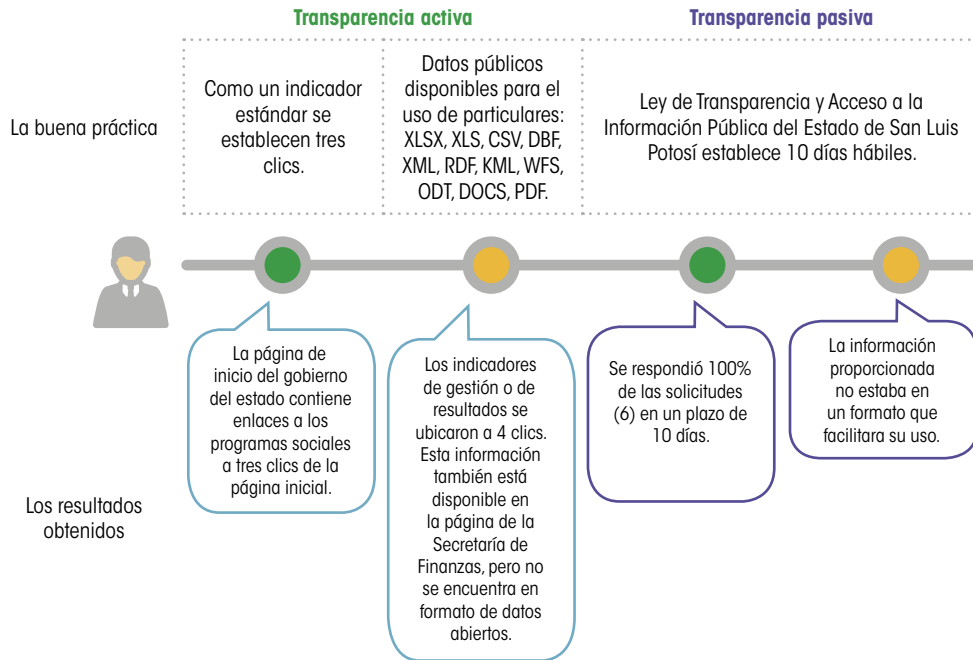 Transparencia activa
Transparencia pasiva
La buena práctica
Como un indicador
estándar se
establecen tres
clics.
Datos públicos
disponibles para el
uso de particulares:
XLSX, XLS, CSV, DBF,
XML, RDF, KML, WFS,
ODT, DOCS, PDF.
Ley de Transparencia y Acceso a la
Información Pública del Estado de San Luis
Potosí establece 10 días hábiles.
Los resultados
obtenidos
La página de
inicio del gobierno
del estado contiene
enlaces a los
programas sociales
a tres clics de la
página inicial.
Los indicadores
de gestión o de
resultados se
ubicaron a 4 clics.
Esta información
también está
disponible en
la página de la
Secretaría de
Finanzas, pero no
se encuentra en
formato de datos
abiertos.
Se respondió 100%
de las solicitudes
(6) en un plazo de
10 días.
La información
proporcionada
no estaba en
un formato que
facilitara su uso.